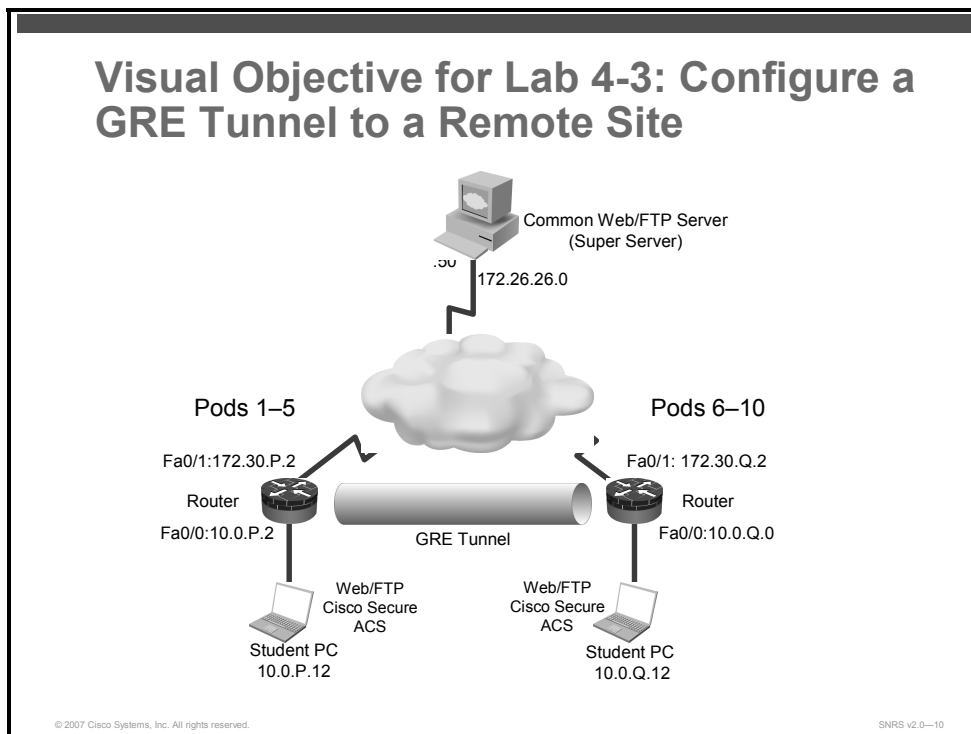 Visual Objective for Lab 4-3: Configure a
GRE Tunnel to a Remote Site
Common Web/FTP Server
(Super Server)
.50
172.26.26.0
Pods 1–5
Pods 6–10
Fa0/1:172.30.P.2
Fa0/1: 172.30.Q.2
Router
Router
Fa0/0:10.0.P.2
Fa0/0:10.0.Q.0
GRE Tunnel
Web/FTP
Cisco Secure
ACS
Web/FTP
Cisco Secure
ACS
Student PC
10.0.P.12
Student PC
10.0.Q.12
© 2007 Cisco Systems, Inc. All rights reserved.
SNRS v2.0—10